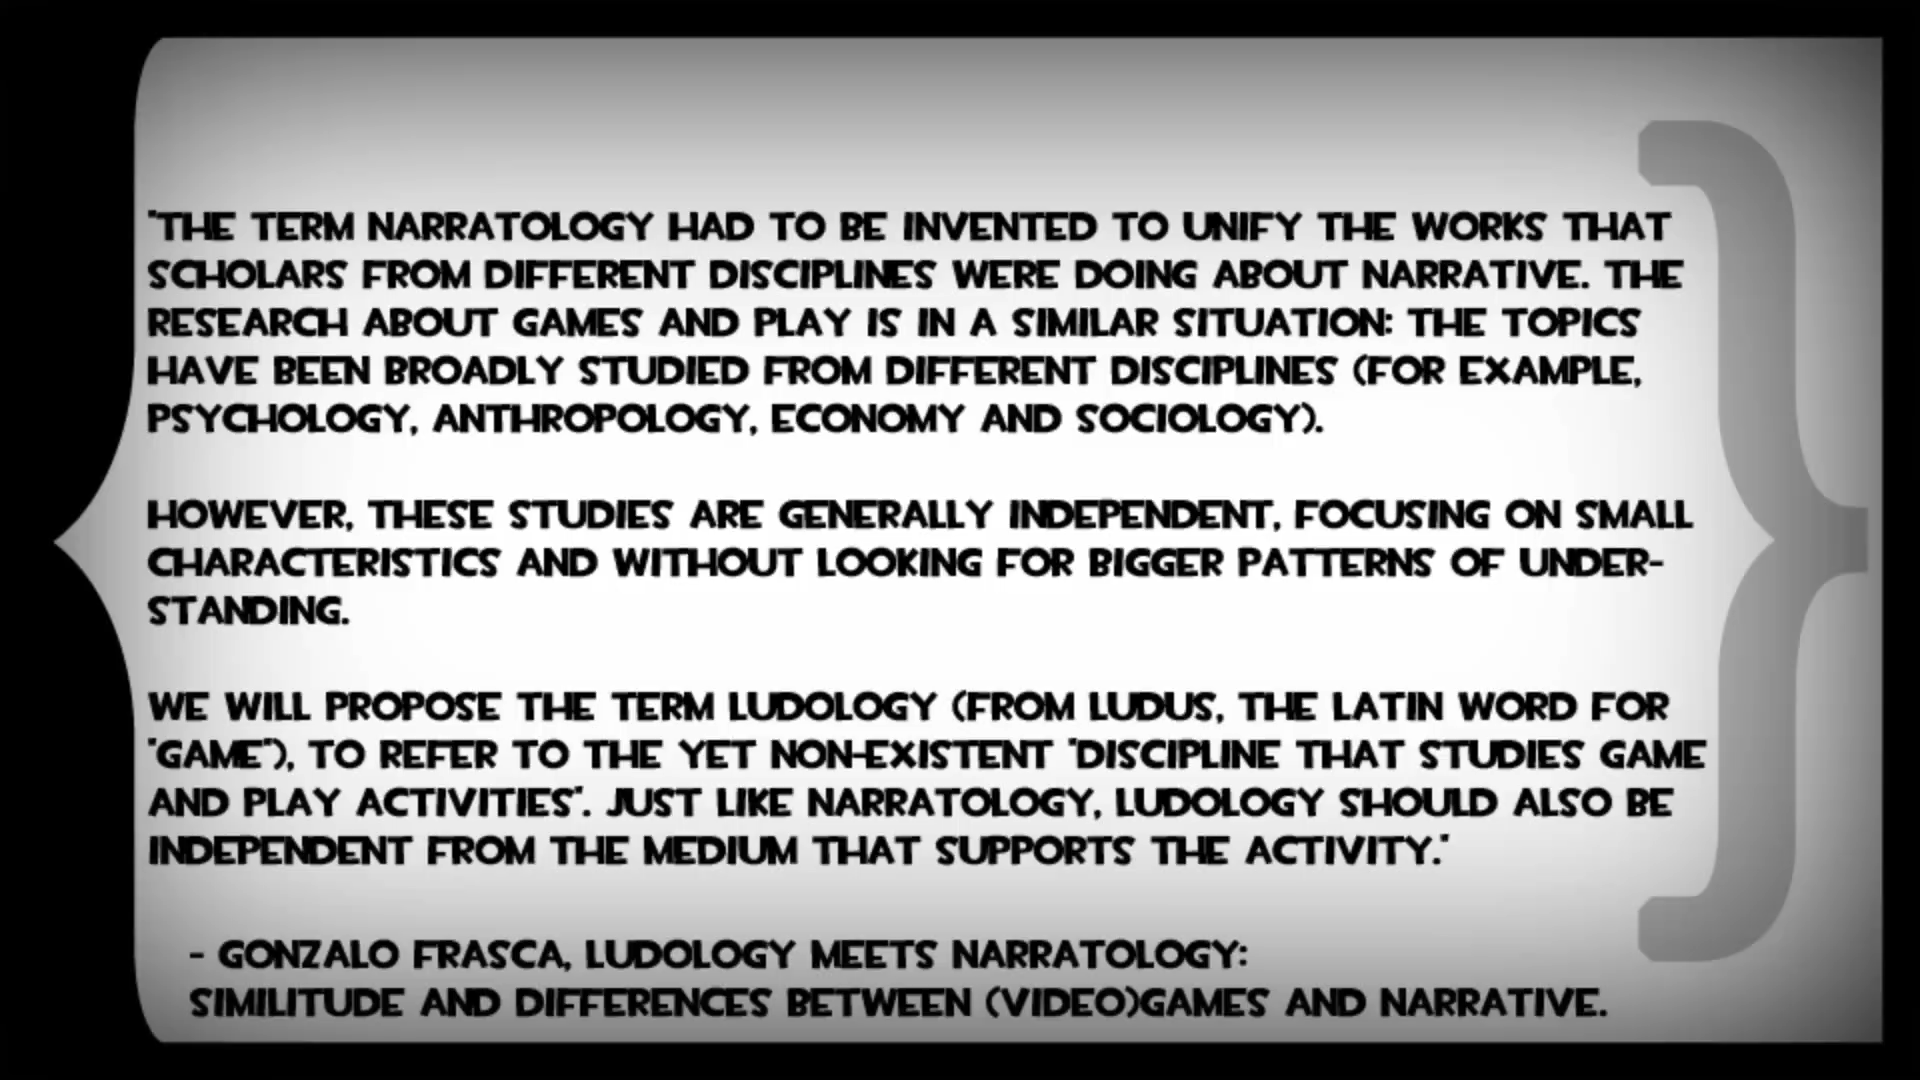 "THE TERM NARRATOLOGY HAD TO BE INVENTED TO UNIFY THE WORKS THAT
SCHOLARS FROM DIFFERENT DISCIPLINES WERE DOING ABOUT NARRATIVE. THE
RESEARCH ABOUT GAMES AND PLAY IS IN A SIMILAR SITUATION: THE TOPICS
HAVE BEEN BROADLY STUDIED FROM DIFFERENT DISCIPLINES (FOR EXAMPLE,
PSYCHOLOGY, ANTHROPOLOGY, ECONOMY AND SOCIOLOGY).
HOWEVER, THESE STUDIES ARE GENERALLY INDEPENDENT, FOCUSING ON SMALL
CHARACTERISTICS AND WITHOUT LOOKING FOR BIGGER PATTERNS OF UNDER-
STANDING.
WE WILL PROPOSE THE TERM LUDOLOGY (FROM LUDUS, THE LATIN WORD FOR
"GAME"), TO REFER TO THE YET NON-EXISTENT "DISCIPLINE THAT STUDIES GAME
AND PLAY ACTIVITIES". JUST LIKE NARRATOLOGY, LUDOLOGY SHOULD ALSO BE
INDEPENDENT FROM THE MEDIUM THAT SUPPORTS THE ACTIVITY."
- GONZALO FRASCA, LUDOLOGY MEETS NARRATOLOGY:
SIMILITUDE AND DIFFERENCES BETWEEN (VIDEO)GAMES AND NARRATIVE.